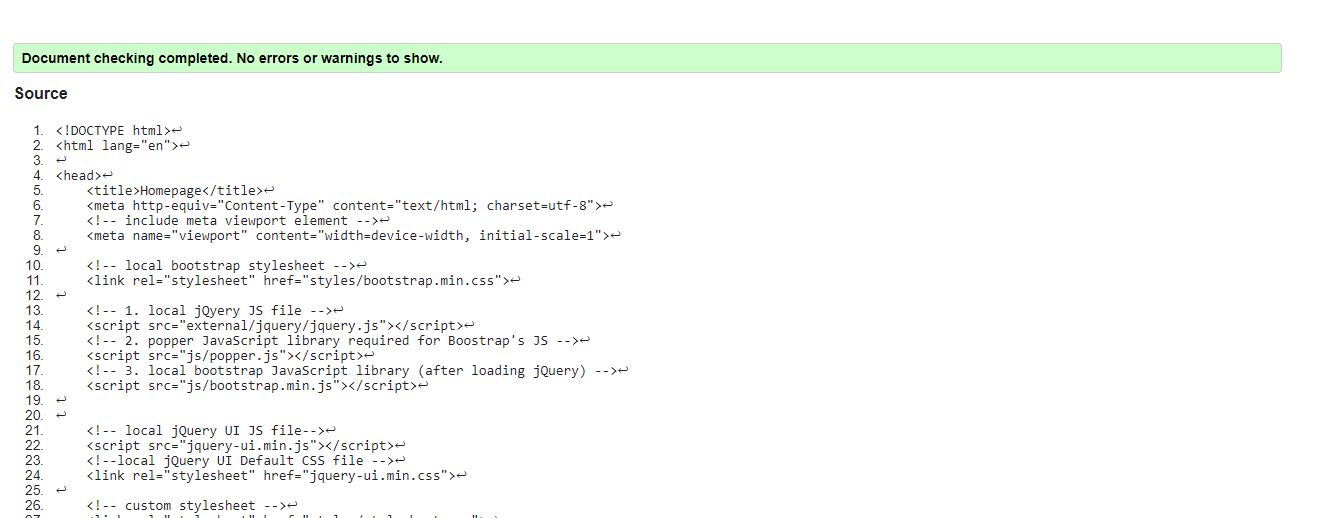 Document checking completed. No errors or warnings to show.
Source
1. <!DOCTYPE html>↩
2. <html lang="en">↩
3. ↩
4. <head>↩
5. <title>Homepage</title>↩
6. <meta http-equiv="Content-Type" content="text/html; charset=utf-8">↩
7. <!-- include meta viewport element -->↩
8. <meta name="viewport" content="width=device-width, initial-scale=1">↩
9. ↩
10. <!-- local bootstrap stylesheet -->↩
11. <link rel="stylesheet" href="styles/bootstrap.min.css">↩
12. ↩
13. <!-- 1. local jQyery JS file -->↩
14. <script src="external/jquery/jquery.js"></script>↩
15. <!-- 2. popper JavaScript library required for Boostrap's JS -->↩
16. <script src="js/popper.js"></script>↩
17. <!-- 3. local bootstrap JavaScript library (after loading jQuery) -->↩
18. <script src="js/bootstrap.min.js"></script>↩
19. ↩
20. ↩
21. <!-- local jQuery UI JS file-->↩
22. <script src="jquery-ui.min.js"></script>↩
23. <!--local jQuery UI Default CSS file -->↩
24. <link rel="stylesheet" href="jquery-ui.min.css">↩
25. ↩
26. <!-- custom stylesheet -->↩